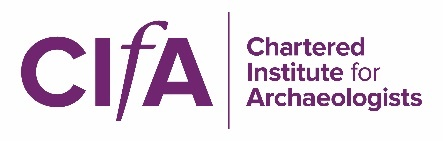 CIfA
Chartered
Institute for
Archaeologists